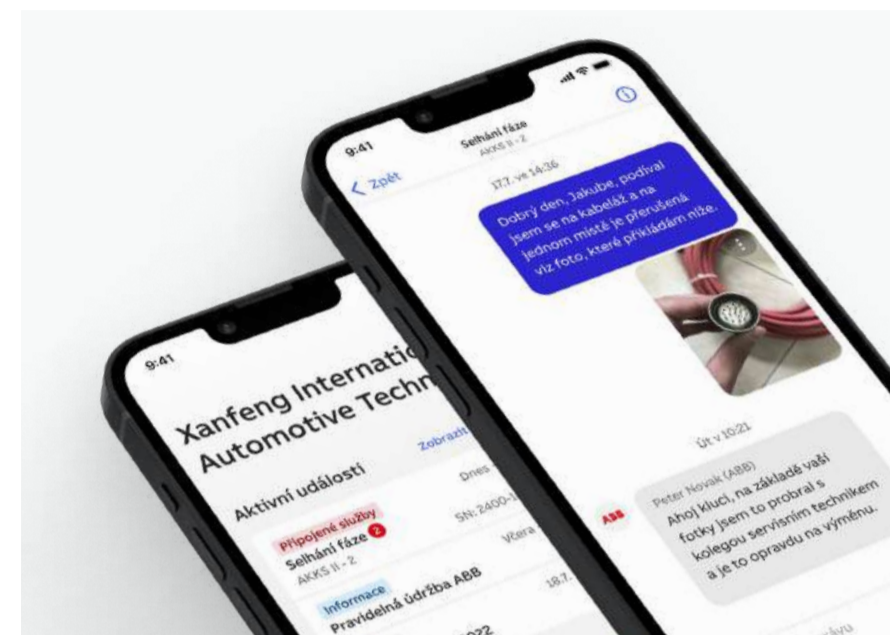 9:41
Xanfeng
Automotive
Aktivní události
Zobrazit
Připojené služby
Selhání fáze 2
AKKS II - 2
Dnes
Informace
Pravidelná údržba ABB
Včera
18.7.
9:41
Zpět
Selhání fáze
AKKS II - 2
17.7. ve 14:36
Dobrý den, Jakube, podíval
jsem se na kabeláž a na
jednom místě je přerušená
viz foto, které přikládám níže.
Út v 10:21
ABB
Peter Novak (ABB)
Ahoj kluci, na základě vaší
fotky jsem to probral s
kolegou servisním technikem
a je to opravdu na výměnu.